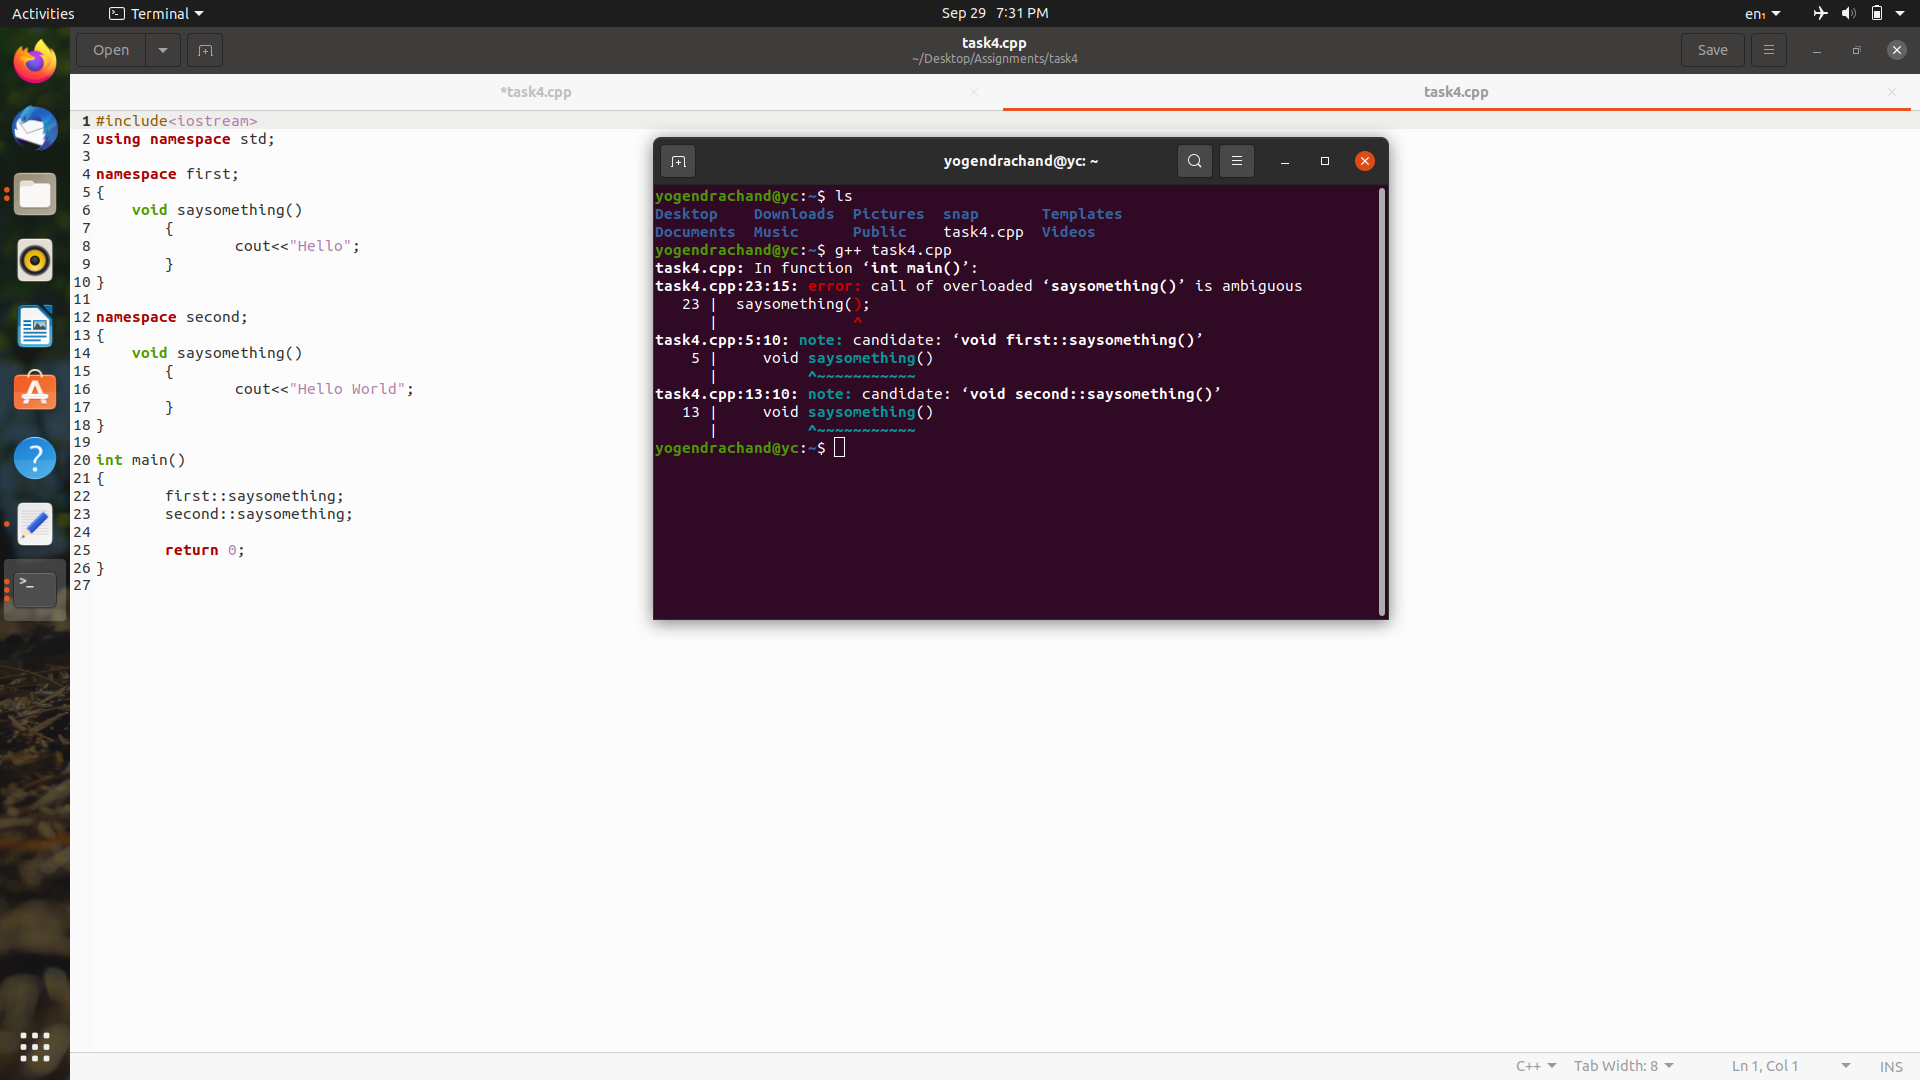 Activities
Terminal
Sep 29 7:31 PM
en₁
Open
task4.cpp
~/Desktop/Assignments/task4
Save
*task4.cpp
task4.cpp
1 #include<iostream>
2 using namespace std;
3
4 namespace first;
5 {
6 void saysomething()
7 {
8 cout<<"Hello";
9 }
10 }
11
12 namespace second;
13 {
14 void saysomething()
15 {
16 cout<<"Hello World";
17 }
18 }
19
20 int main()
21 {
22 first::saysomething;
23 second::saysomething;
24
25 return 0;
26 }
27
yogendrachand@yc: ~
yogendrachand@yc:~$ ls
Desktop Downloads Pictures snap Templates
Documents Music Public task4.cpp Videos
yogendrachand@yc:~$ g++ task4.cpp
task4.cpp: In function ‘int main()’:
task4.cpp:23:15: error: call of overloaded ‘saysomething()’ is ambiguous
23 | saysomething();
| ^
task4.cpp:5:10: note: candidate: ‘void first::saysomething()’
5 | void saysomething()
| ^~~~~~~~~~~~
task4.cpp:13:10: note: candidate: ‘void second::saysomething()’
13 | void saysomething()
| ^~~~~~~~~~~~
yogendrachand@yc:~$
C++ Tab Width: 8 Ln 1, Col 1 INS